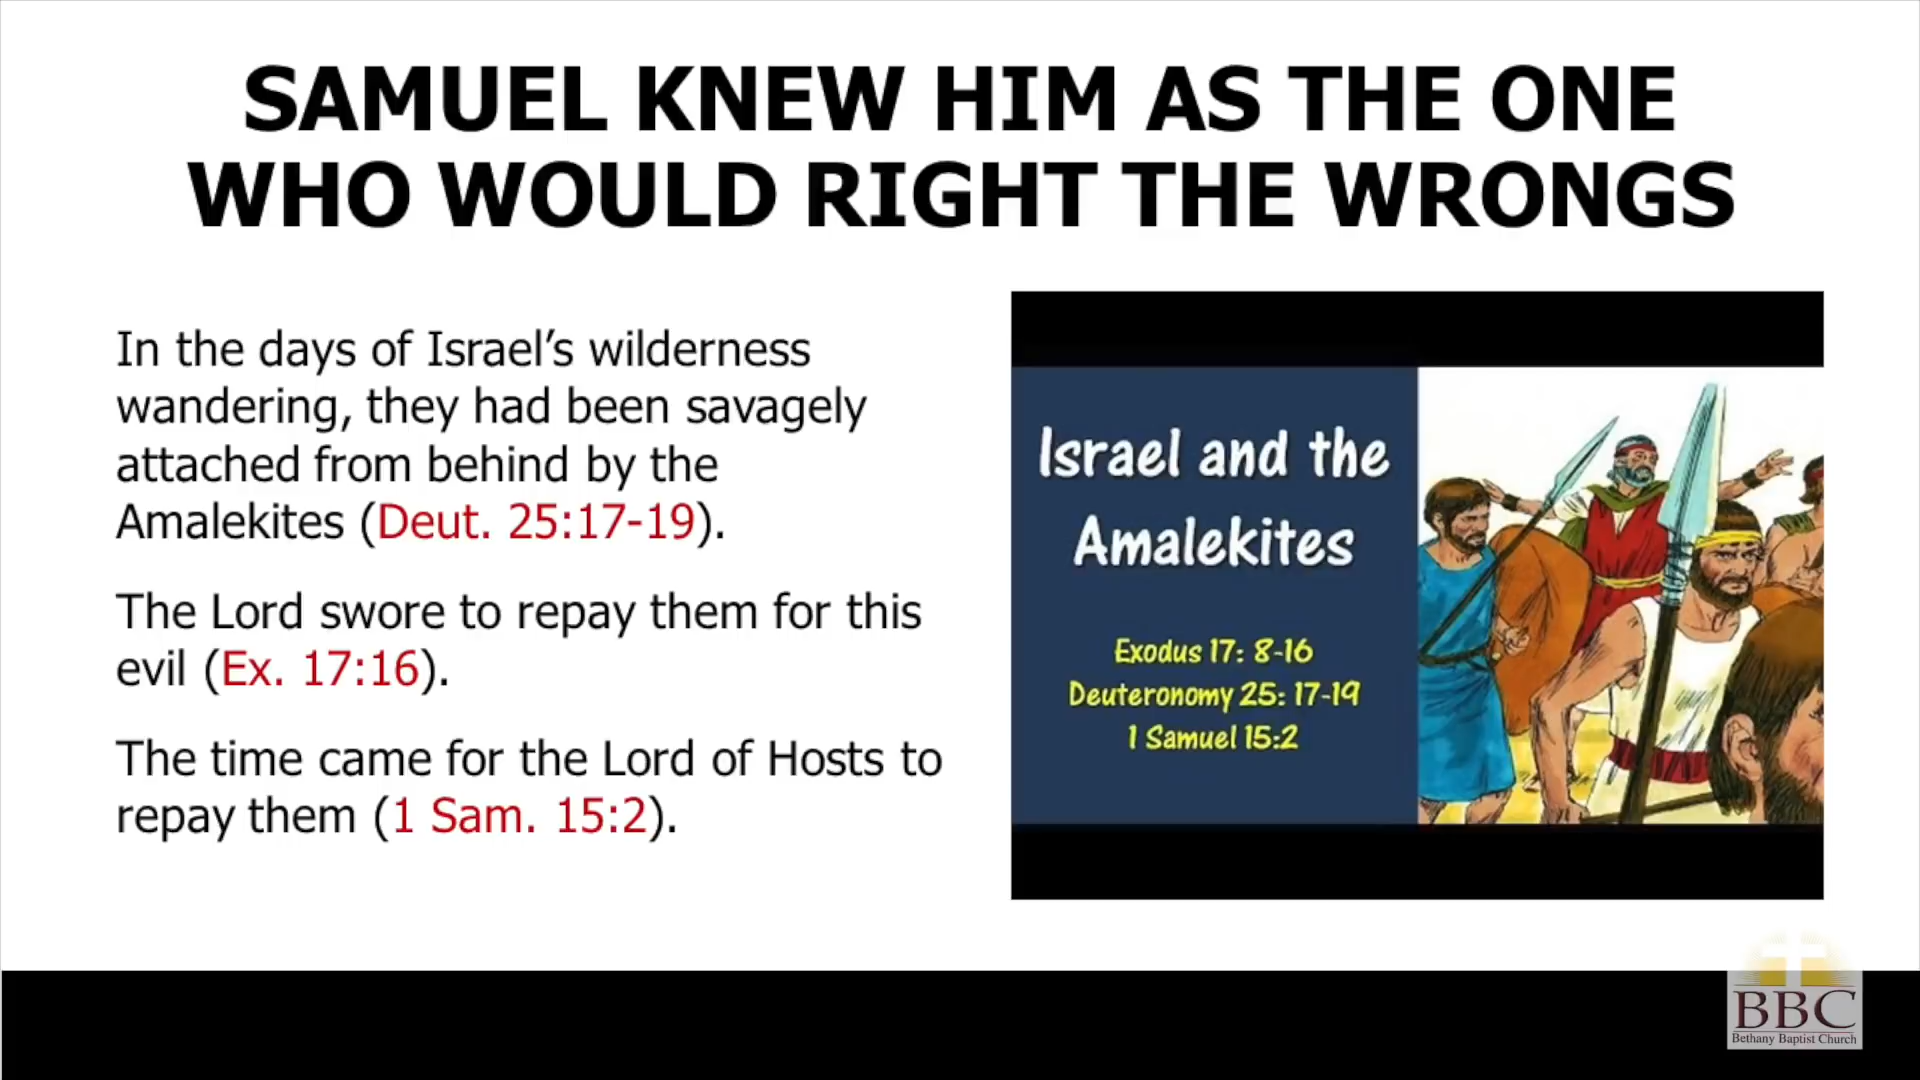 SAMUEL KNEW HIM AS THE ONE
WHO WOULD RIGHT THE WRONGS
In the days of Israel’s wilderness
wandering, they had been savagely
attached from behind by the
Amalekites (Deut. 25:17-19).
The Lord swore to repay them for this
evil (Ex. 17:16).
The time came for the Lord of Hosts to
repay them (1 Sam. 15:2).
Israel and the
Amalekites
Exodus 17: 8-16
Deuteronomy 25: 17-19
1 Samuel 15:2
BBC
Bethany Baptist Church